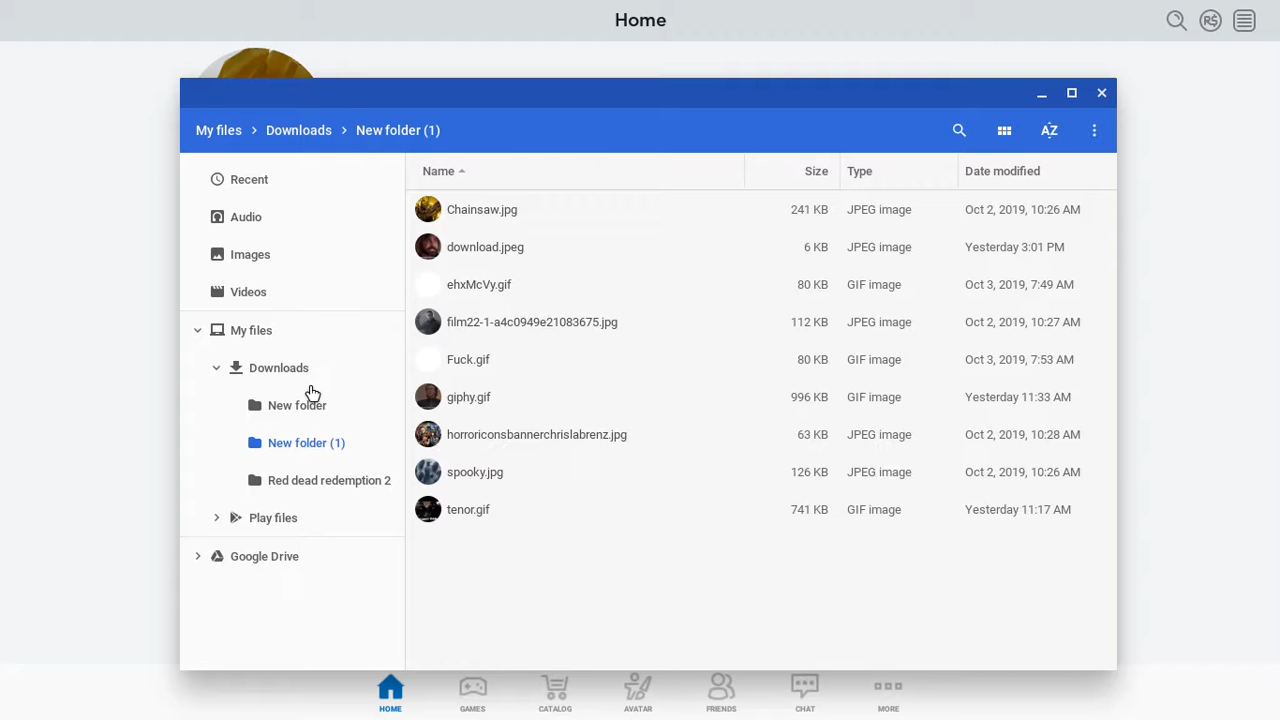 Home
R$
My files > Downloads > New folder (1)
AZ
Recent
Audio
Images
Videos
My files
Downloads
New folder
New folder (1)
Red dead redemption 2
Play files
Google Drive
Name Size Type Date modified
Chainsaw.jpg 241 KB JPEG image Oct 2, 2019, 10:26 AM
download.jpeg 6 KB JPEG image Yesterday 3:01 PM
ehxMcVy.gif 80 KB GIF image Oct 3, 2019, 7:49 AM
film22-1-a4c0949e21083675.jpg 112 KB JPEG image Oct 2, 2019, 10:27 AM
Fuck.gif 80 KB GIF image Oct 3, 2019, 7:53 AM
giphy.gif 996 KB GIF image Yesterday 11:33 AM
horroriconsbannerchrislabrenz.jpg 63 KB JPEG image Oct 2, 2019, 10:28 AM
spooky.jpg 126 KB JPEG image Oct 2, 2019, 10:26 AM
tenor.gif 741 KB GIF image Yesterday 11:17 AM
HOME GAMES CATALOG AVATAR FRIENDS CHAT MORE